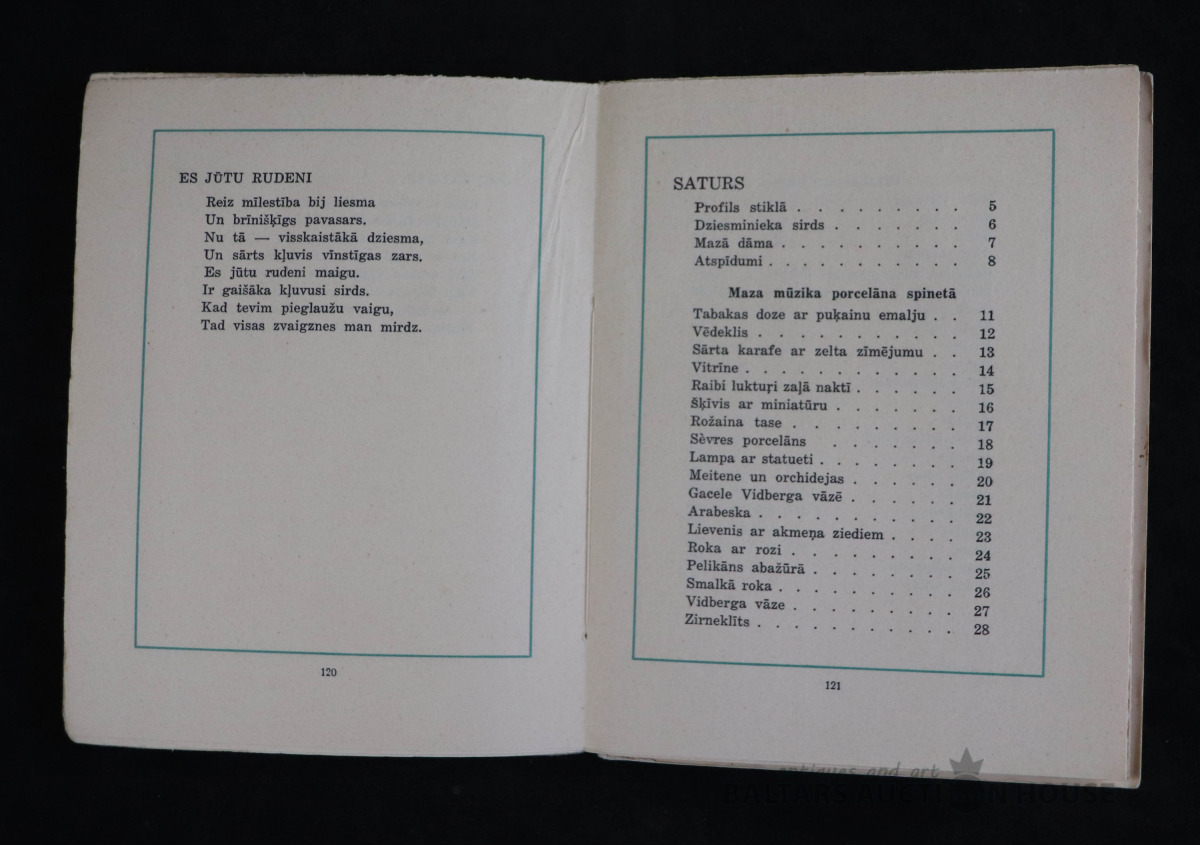 ES JŪTU RUDENI
Reiz mīlestība bij liesma
Un brīnišķīgs pavasars.
Nu tā — visskaistākā dziesma,
Un sārts kļuvis vīnstīgas zars.
Es jūtu rudeni maigu.
Ir gaišāka kļuvusi sirds.
Kad tevim pieglaužu vaigu,
Tad visas zvaigznes man mirdz.
120
SATURS
Profils stiklā . . . . . . . . . 5
Dziesminieka sirds . . . . . . . 6
Mazā dāma . . . . . . . . . . 7
Atspīdumi . . . . . . . . . . 8
Maza mūzika porcelāna spinetā
Tabakas doze ar puķainu emalju . . 11
Vēdeklis . . . . . . . . . . . 12
Sārta karafe ar zelta zīmējumu . . 13
Vitrīne . . . . . . . . . . . . 14
Raibi lukturi zaļā naktī . . . . . 15
Šķīvis ar miniatūru . . . . . . . 16
Rožaina tase . . . . . . . . . 17
Sèvres porcelāns . . . . . . . 18
Lampa ar statueti . . . . . . . . 19
Meitene un orchidejas . . . . . . 20
Gacele Vidberga vāzē . . . . . . 21
Arabeska . . . . . . . . . . . 22
Lievenis ar akmeņa ziediem . . . . 23
Roka ar rozi . . . . . . . . . 24
Pelikāns abažūrā . . . . . . . . 25
Smalkā roka . . . . . . . . . . 26
Vidberga vāze . . . . . . . . . 27
Zirneklīts . . . . . . . . . . . 28
121
antiques and art
BALTARS AUCTION HOUSE